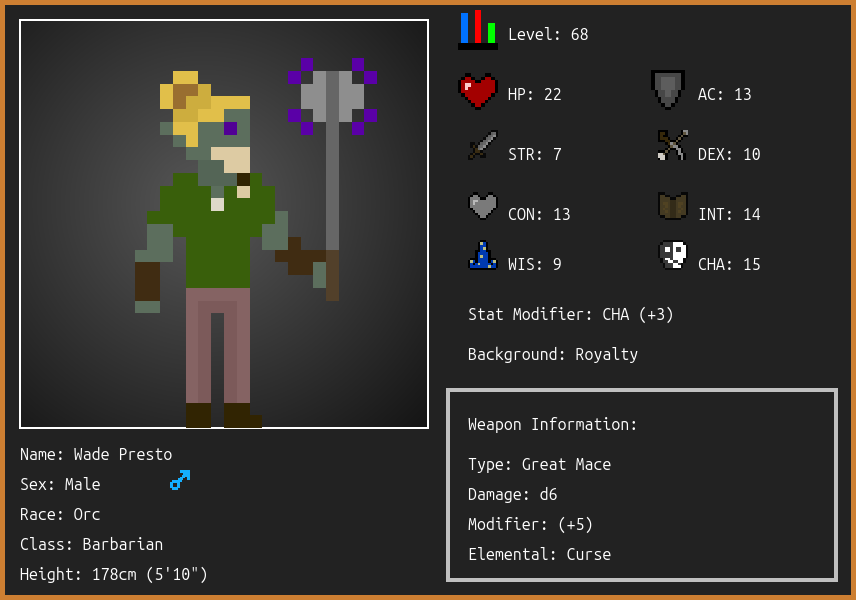 Level: 68
HP: 22
AC: 13
STR: 7
DEX: 10
CON: 13
INT: 14
WIS: 9
CHA: 15
Stat Modifier: CHA (+3)
Background: Royalty
Weapon Information:
Type: Great Mace
Damage: d6
Modifier: (+5)
Elemental: Curse
Name: Wade Presto
Sex: Male
Race: Orc
Class: Barbarian
Height: 178cm (5'10")